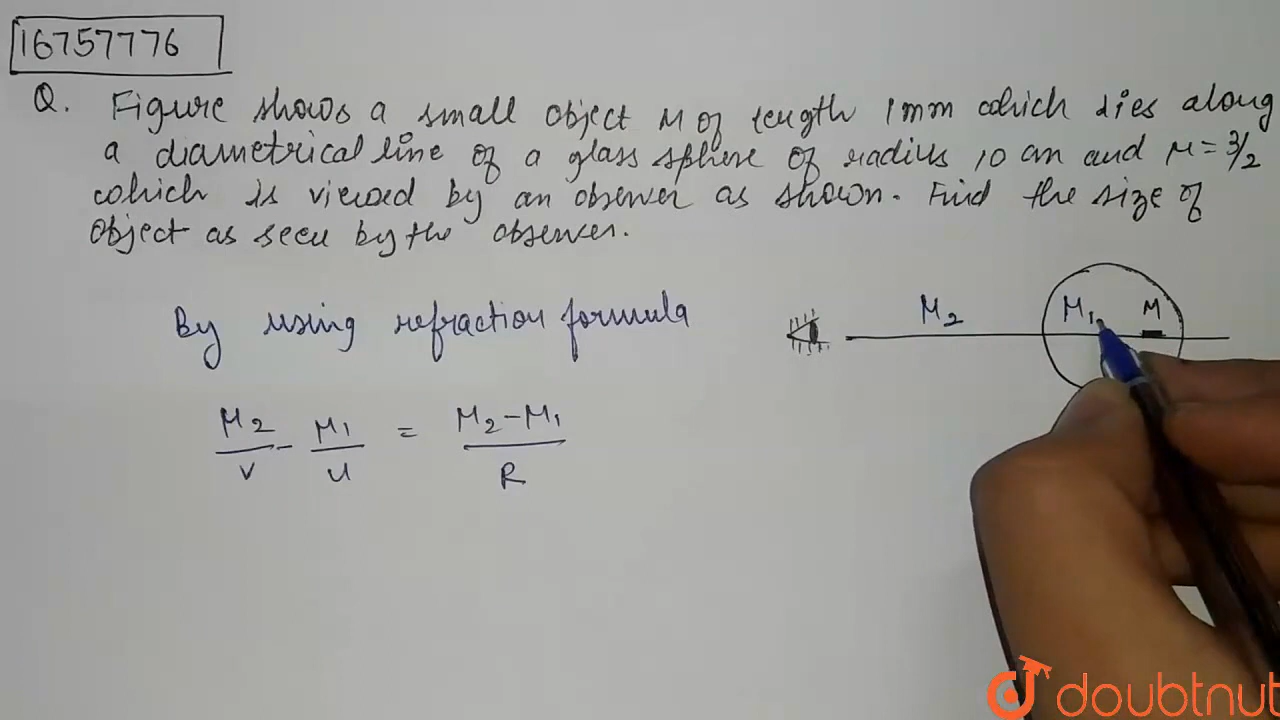 16757776
Q. Figure shows a small object M of length 1mm which lies along
a diametrical line of a glass sphere of radius 10 cm and μ = 3/2
which is viewed by an observer as shown. Find the size of
object as seen by the observer.
By using refraction formula
μ2/v - μ1/u = μ2-μ1/R
μ2 μ1 M
doubtnut